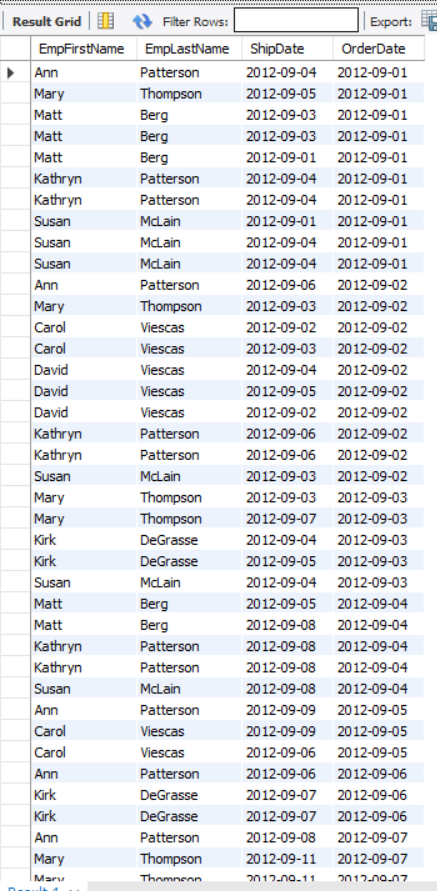 Result Grid Filter Rows: Export:
EmpFirstName EmpLastName ShipDate OrderDate
Ann Patterson 2012-09-04 2012-09-01
Mary Thompson 2012-09-05 2012-09-01
Matt Berg 2012-09-03 2012-09-01
Matt Berg 2012-09-03 2012-09-01
Matt Berg 2012-09-01 2012-09-01
Kathryn Patterson 2012-09-04 2012-09-01
Kathryn Patterson 2012-09-04 2012-09-01
Susan McLain 2012-09-01 2012-09-01
Susan McLain 2012-09-04 2012-09-01
Susan McLain 2012-09-04 2012-09-01
Ann Patterson 2012-09-06 2012-09-02
Mary Thompson 2012-09-03 2012-09-02
Carol Viescas 2012-09-02 2012-09-02
Carol Viescas 2012-09-03 2012-09-02
David Viescas 2012-09-04 2012-09-02
David Viescas 2012-09-05 2012-09-02
David Viescas 2012-09-02 2012-09-02
Kathryn Patterson 2012-09-06 2012-09-02
Kathryn Patterson 2012-09-06 2012-09-02
Susan McLain 2012-09-03 2012-09-02
Mary Thompson 2012-09-03 2012-09-03
Mary Thompson 2012-09-07 2012-09-03
Kirk DeGrasse 2012-09-04 2012-09-03
Kirk DeGrasse 2012-09-05 2012-09-03
Susan McLain 2012-09-04 2012-09-03
Matt Berg 2012-09-05 2012-09-04
Matt Berg 2012-09-08 2012-09-04
Kathryn Patterson 2012-09-08 2012-09-04
Kathryn Patterson 2012-09-08 2012-09-04
Susan McLain 2012-09-08 2012-09-04
Ann Patterson 2012-09-09 2012-09-05
Carol Viescas 2012-09-09 2012-09-05
Carol Viescas 2012-09-06 2012-09-05
Ann Patterson 2012-09-06 2012-09-06
Kirk DeGrasse 2012-09-07 2012-09-06
Kirk DeGrasse 2012-09-07 2012-09-06
Ann Patterson 2012-09-08 2012-09-07
Mary Thompson 2012-09-11 2012-09-07
Mary Thompson 2012-09-11 2012-09-07